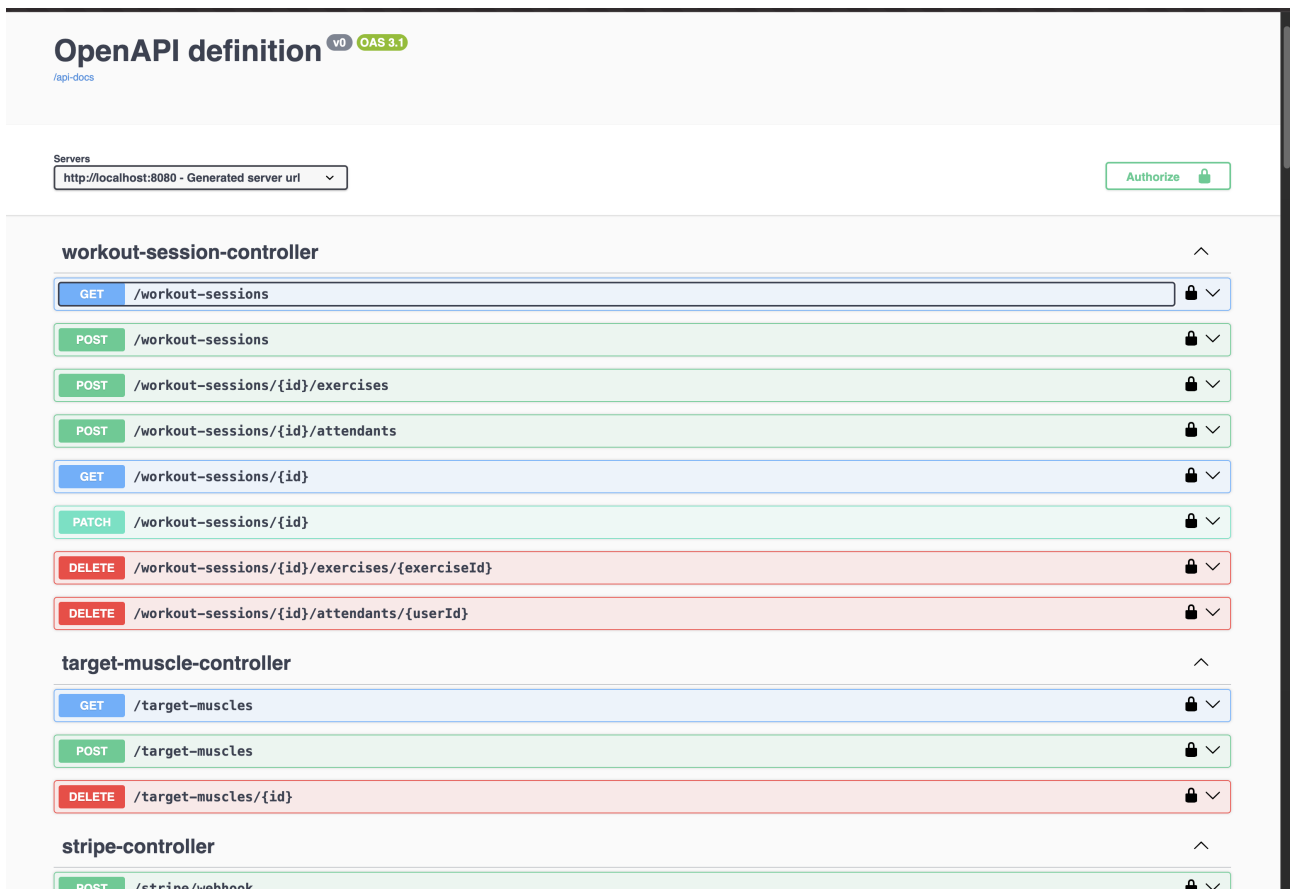 OpenAPI definition v0 OAS 3.1
/api-docs
Servers
http://localhost:8080 - Generated server url
Authorize
workout-session-controller
GET /workout-sessions
POST /workout-sessions
POST /workout-sessions/{id}/exercises
POST /workout-sessions/{id}/attendants
GET /workout-sessions/{id}
PATCH /workout-sessions/{id}
DELETE /workout-sessions/{id}/exercises/{exerciseId}
DELETE /workout-sessions/{id}/attendants/{userId}
target-muscle-controller
GET /target-muscles
POST /target-muscles
DELETE /target-muscles/{id}
stripe-controller
POST /stripe/webhook